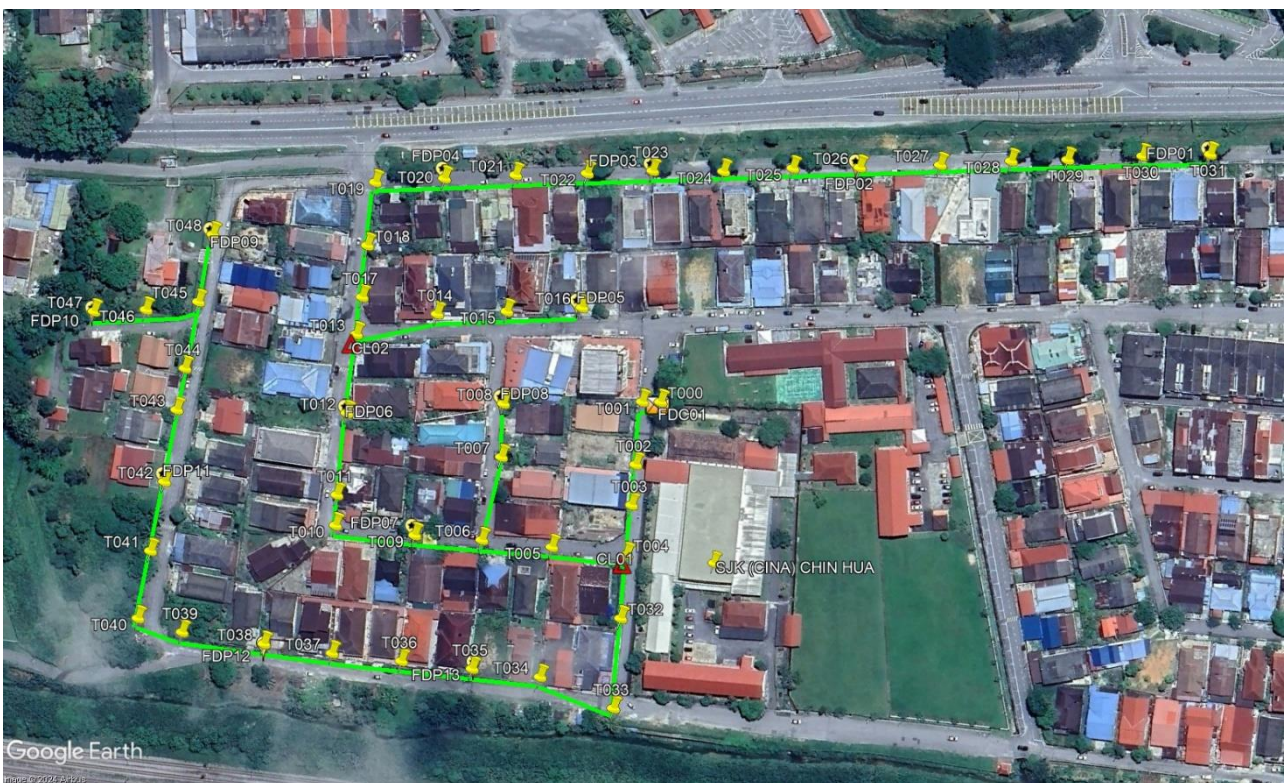 FDP04
T023
T021
FDP03
T026
T027
FDP01
T019
T020
T022
T024
T025
FDP02
T028
T029
T030
T031
T048
FDP09
T018
T017
T014
T016
FDP05
T047
T045
FDP10
T046
T015
T013
CL02
T044
T008
FDP08
T000
T043
T012
FDP06
T001
FDC01
T002
T007
T042
FDP11
T011
T003
FDP07
T010
T009
T006
T005
T004
CL01
SJK (CINA) CHIN HUA
T041
T032
T040
T039
T038
T037
T036
T035
T034
FDP12
FDP13
T033
Google Earth
Image © 2024 Airbus